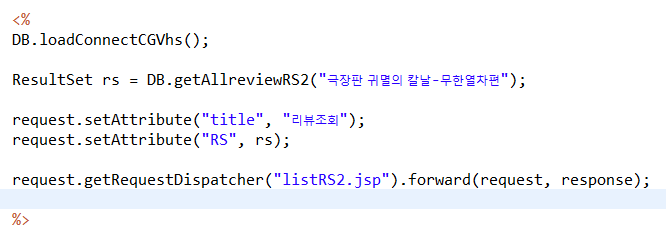 <%
DB.loadConnectCGVhs();
ResultSet rs = DB.getAllreviewRS2("극장판 귀멸의 칼날-무한열차편");
request.setAttribute("title", "리뷰조회");
request.setAttribute("RS", rs);
request.getRequestDispatcher("listRS2.jsp").forward(request, response);
%>